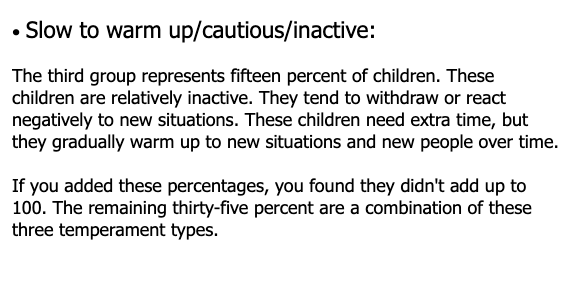 • Slow to warm up/cautious/inactive:
The third group represents fifteen percent of children. These
children are relatively inactive. They tend to withdraw or react
negatively to new situations. These children need extra time, but
they gradually warm up to new situations and new people over time.
If you added these percentages, you found they didn't add up to
100. The remaining thirty-five percent are a combination of these
three temperament types.